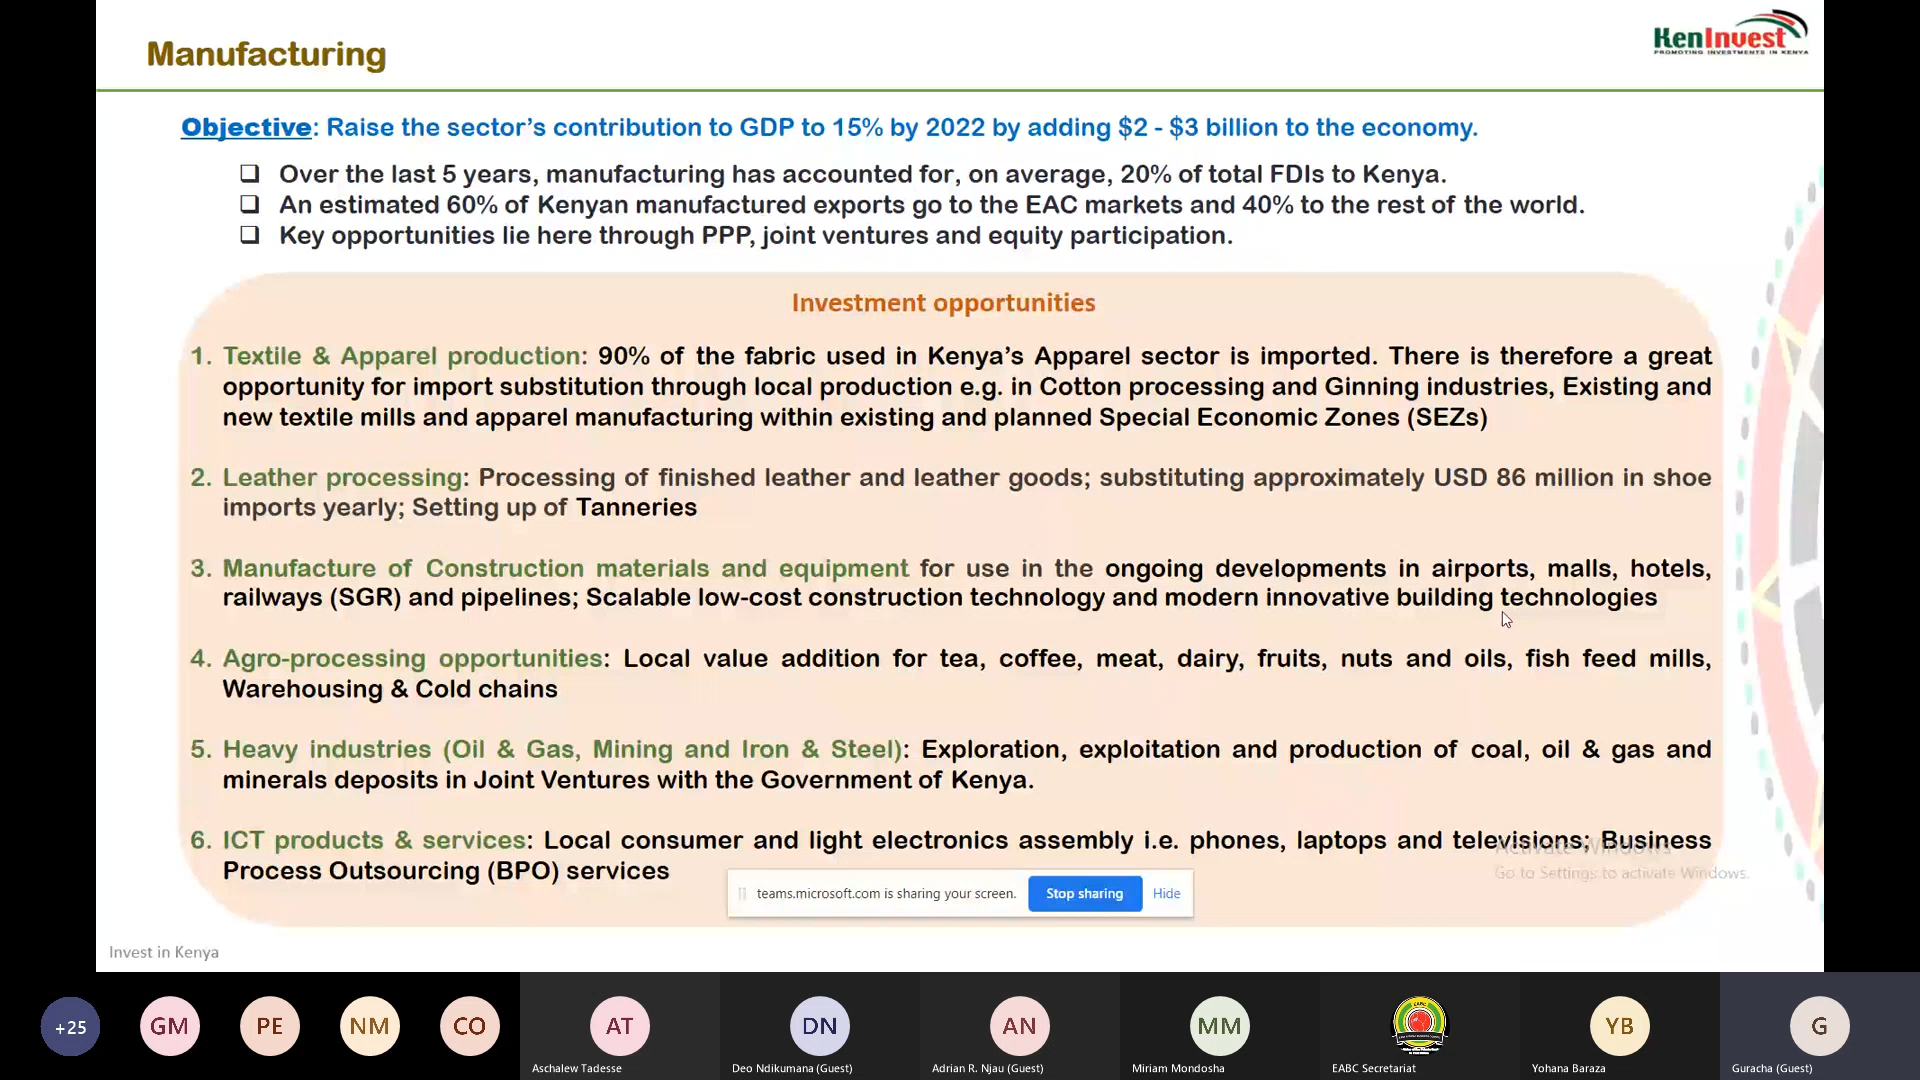 Manufacturing
KenInvest
PROMOTING INVESTMENTS IN KENYA
Objective: Raise the sector's contribution to GDP to 15% by 2022 by adding $2 - $3 billion to the economy.
❑ Over the last 5 years, manufacturing has accounted for, on average, 20% of total FDIs to Kenya.
❑ An estimated 60% of Kenyan manufactured exports go to the EAC markets and 40% to the rest of the world.
❑ Key opportunities lie here through PPP, joint ventures and equity participation.
Investment opportunities
1. Textile & Apparel production: 90% of the fabric used in Kenya's Apparel sector is imported. There is therefore a great
opportunity for import substitution through local production e.g. in Cotton processing and Ginning industries, Existing and
new textile mills and apparel manufacturing within existing and planned Special Economic Zones (SEZs)
2. Leather processing: Processing of finished leather and leather goods; substituting approximately USD 86 million in shoe
imports yearly; Setting up of Tanneries
3. Manufacture of Construction materials and equipment for use in the ongoing developments in airports, malls, hotels,
railways (SGR) and pipelines; Scalable low-cost construction technology and modern innovative building technologies
4. Agro-processing opportunities: Local value addition for tea, coffee, meat, dairy, fruits, nuts and oils, fish feed mills,
Warehousing & Cold chains
5. Heavy industries (Oil & Gas, Mining and Iron & Steel): Exploration, exploitation and production of coal, oil & gas and
minerals deposits in Joint Ventures with the Government of Kenya.
6. ICT products & services: Local consumer and light electronics assembly i.e. phones, laptops and televisions; Business
Process Outsourcing (BPO) services
Activate Windows
Go to Settings to activate Windows.
teams.microsoft.com is sharing your screen. Stop sharing Hide
Invest in Kenya
+25 GM PE NM CO AT DN AN MM YB G
Aschalew Tadesse Deo Ndikumana (Guest) Adrian R. Njau (Guest) Miriam Mondosha EABC Secretariat Yohana Baraza Guracha (Guest)